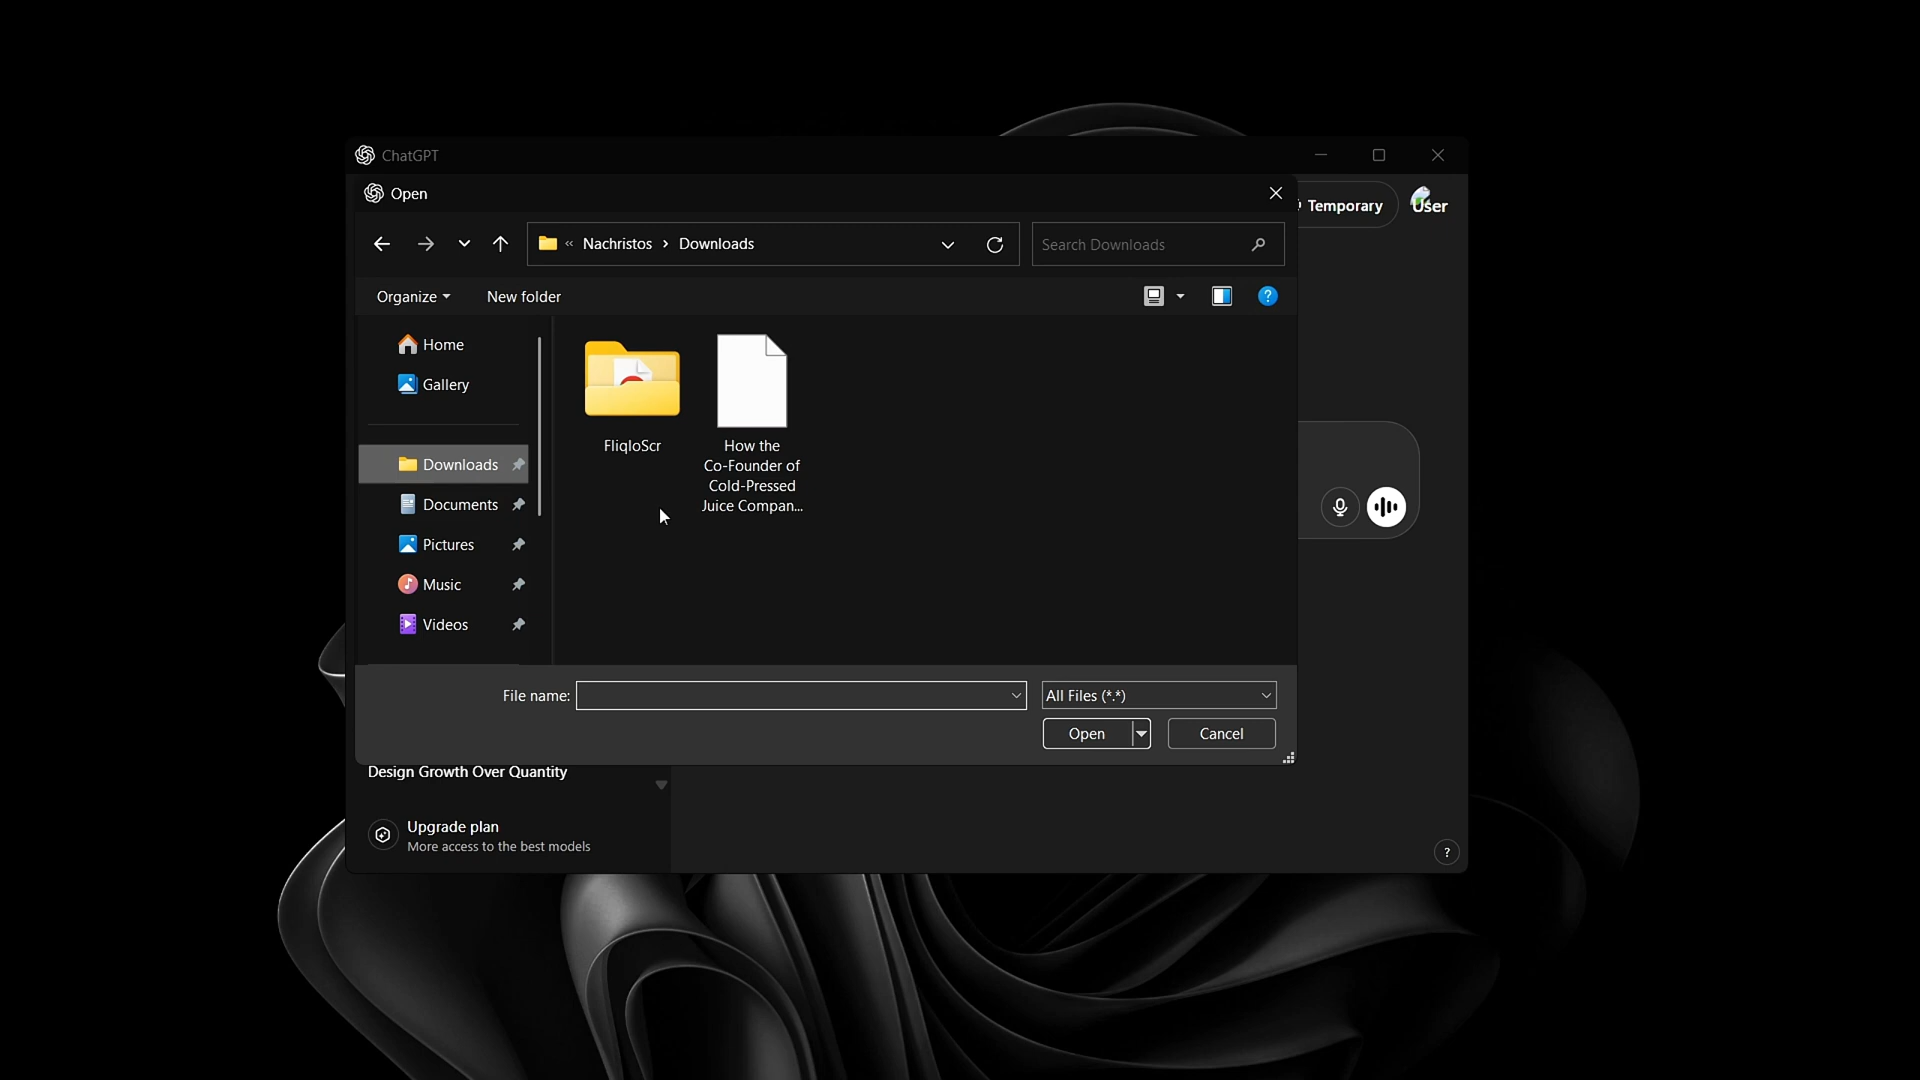 ChatGPT
Open
Temporary
User
« Nachristos > Downloads
Search Downloads
Organize
New folder
Home
Gallery
Downloads
Documents
Pictures
Music
Videos
FliqloScr
How the
Co-Founder of
Cold-Pressed
Juice Compan...
File name:
All Files (*.*)
Open
Cancel
Design Growth Over Quantity
Upgrade plan
More access to the best models
?